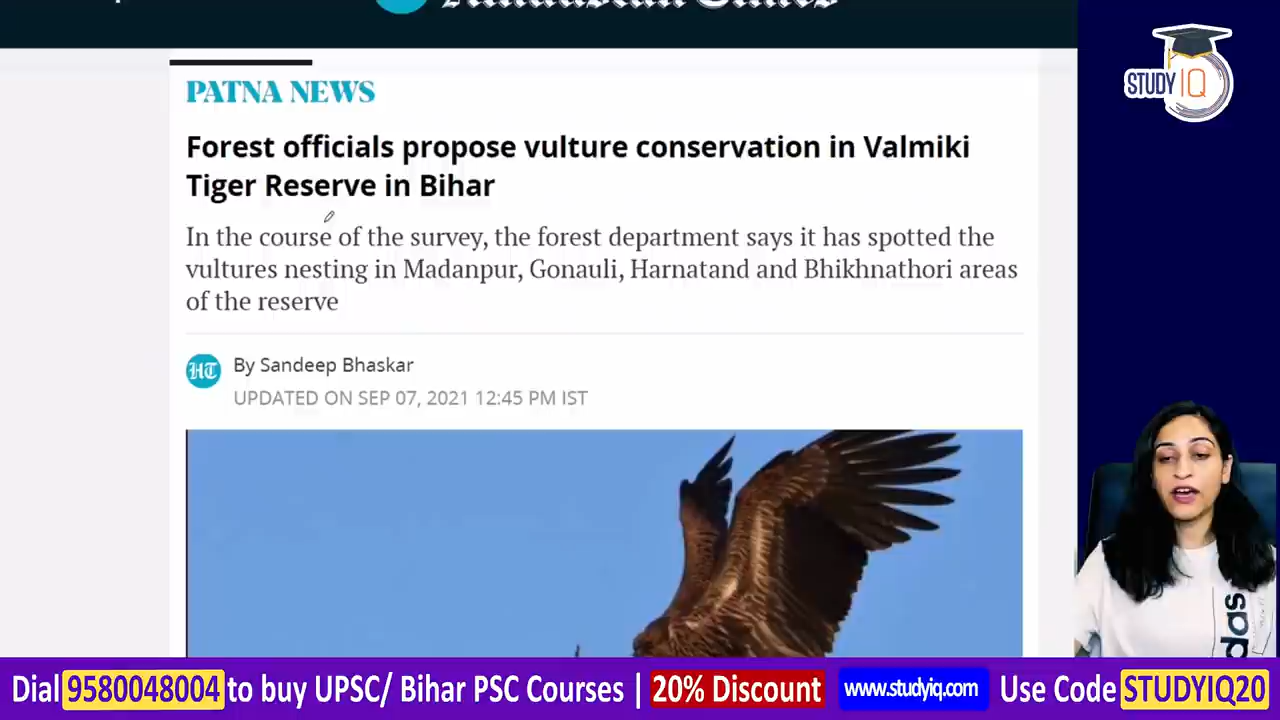 Hindustan Times
STUDY IQ
PATNA NEWS
Forest officials propose vulture conservation in Valmiki
Tiger Reserve in Bihar
In the course of the survey, the forest department says it has spotted the
vultures nesting in Madanpur, Gonauli, Harnatand and Bhikhnathori areas
of the reserve
HT
By Sandeep Bhaskar
UPDATED ON SEP 07, 2021 12:45 PM IST
das
Dial 9580048004 to buy UPSC/ Bihar PSC Courses | 20% Discount www.studyiq.com Use Code STUDYIQ20